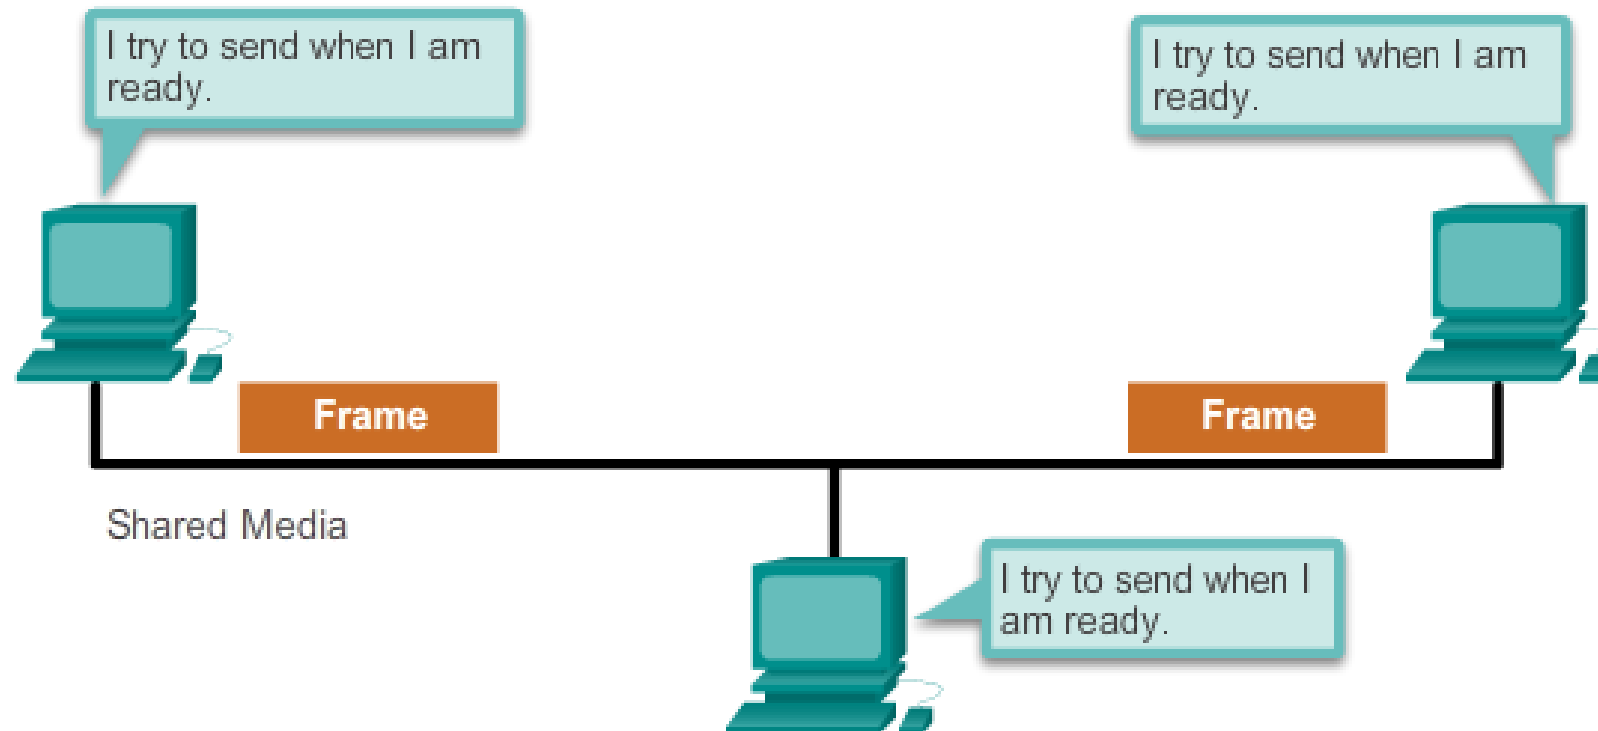 I try to send when I am
ready.
I try to send when I am
ready.
Frame
Frame
Shared Media
I try to send when I
am ready.